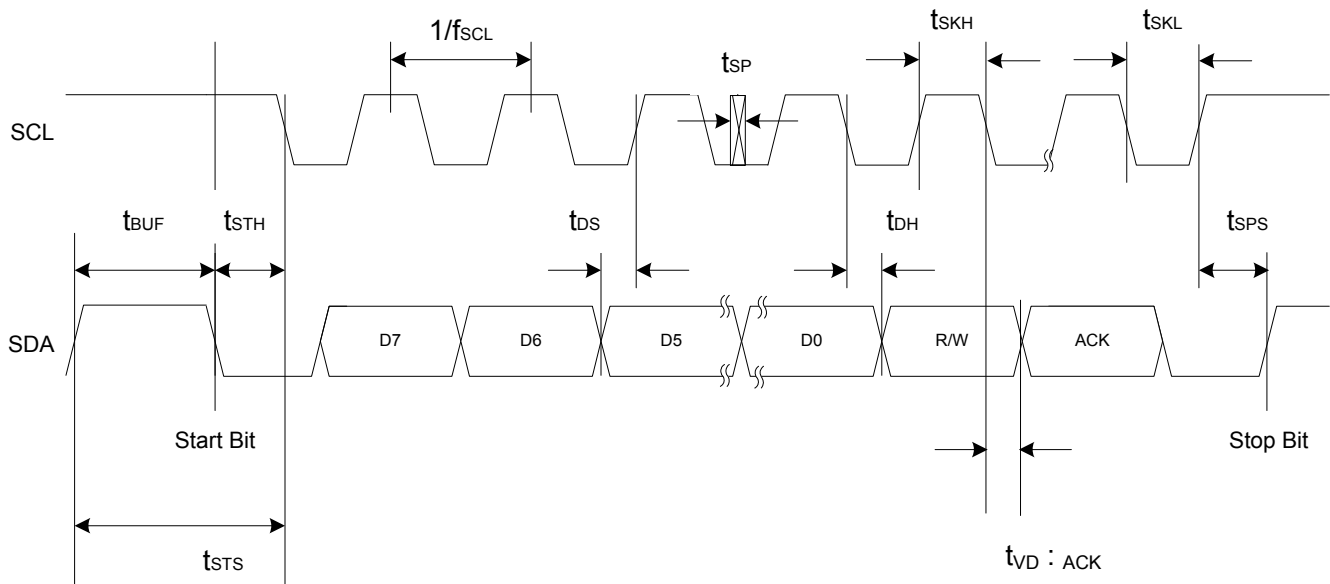 1/fSCL
tSKH
tSKL
tSP
SCL
tBUF
tSTH
tDS
tDH
tSPS
SDA
D7
D6
D5
D0
R/W
ACK
Start Bit
Stop Bit
tSTS
tVD : ACK